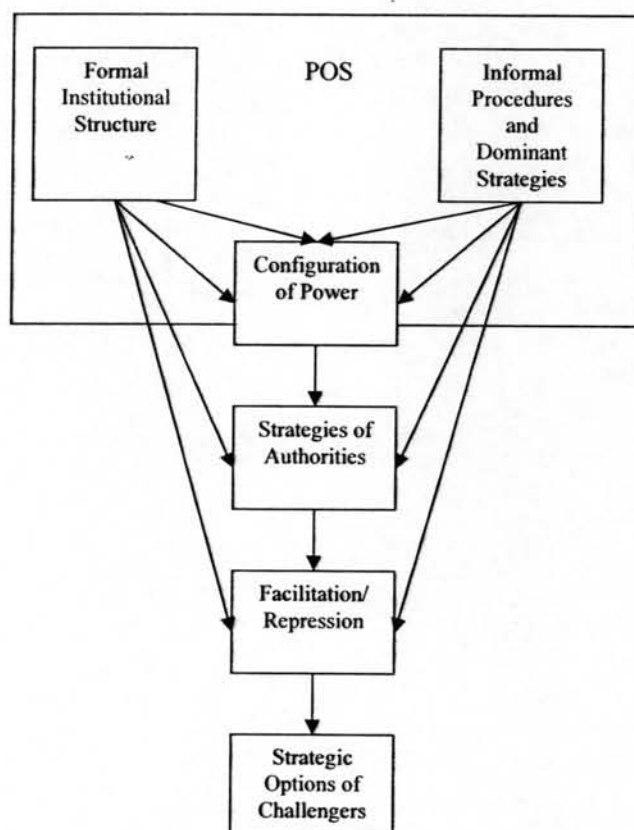 Formal
Institutional
Structure
POS
Informal
Procedures
and
Dominant
Strategies
Configuration
of Power
Strategies of
Authorities
Facilitation/
Repression
Strategic
Options of
Challengers